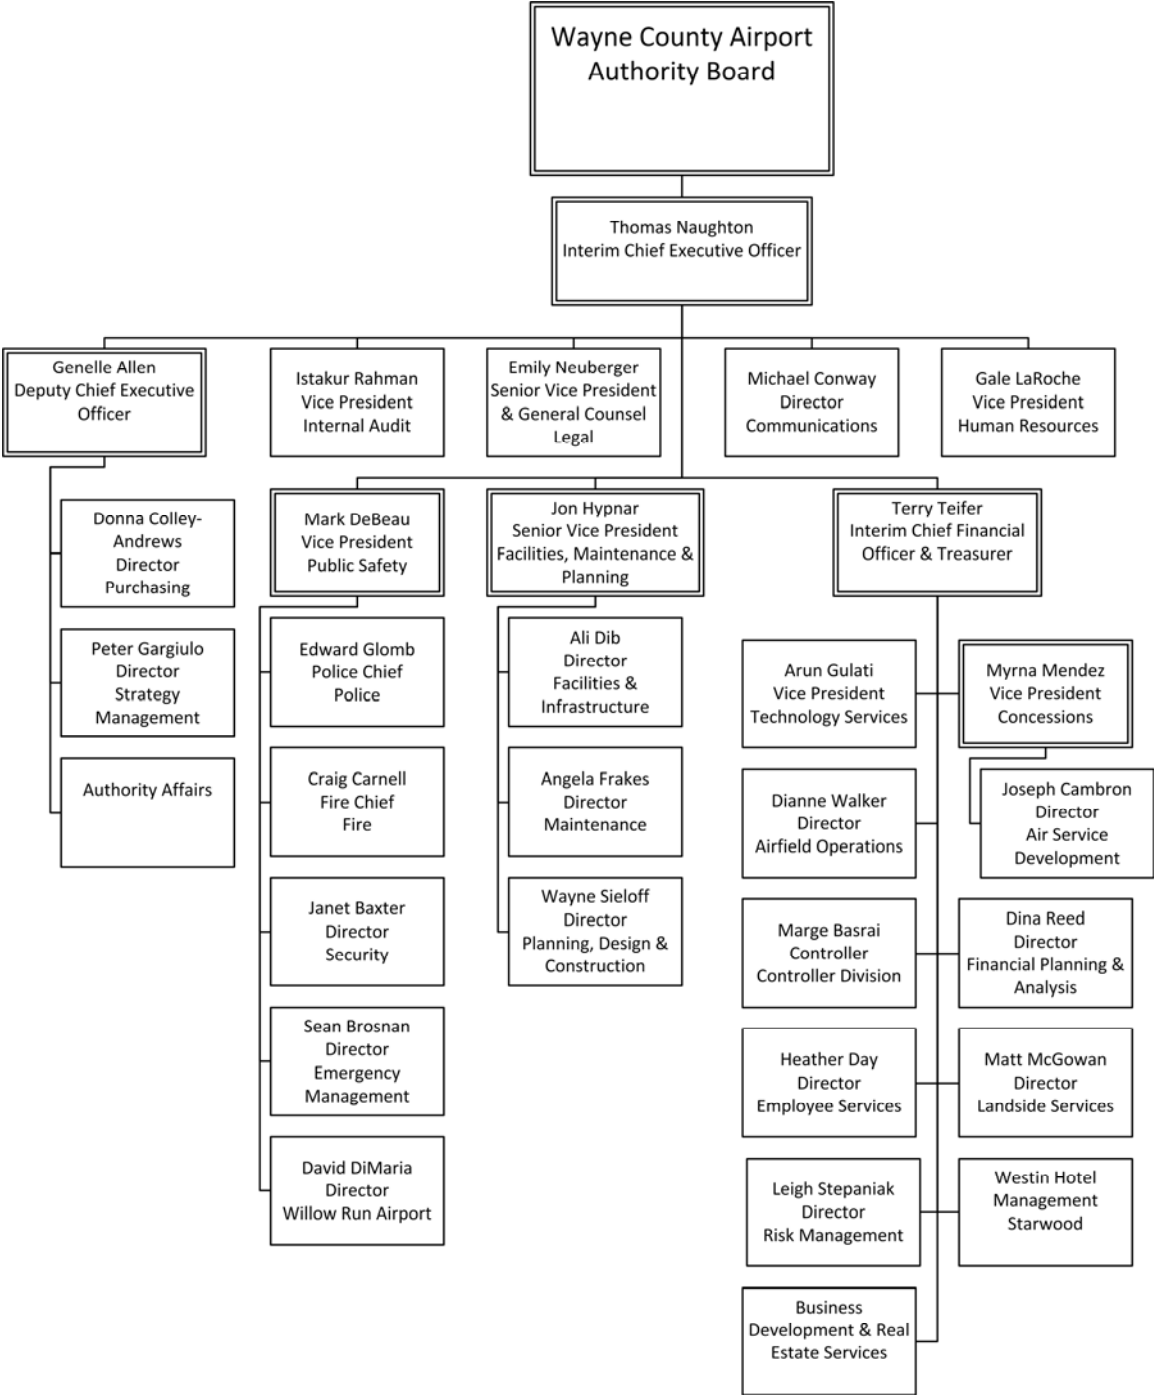 Wayne County Airport
Authority Board
Thomas Naughton
Interim Chief Executive Officer
Genelle Allen
Deputy Chief Executive
Officer
Istakur Rahman
Vice President
Internal Audit
Emily Neuberger
Senior Vice President
& General Counsel
Legal
Michael Conway
Director
Communications
Gale LaRoche
Vice President
Human Resources
Donna Colley-
Andrews
Director
Purchasing
Peter Gargiulo
Director
Strategy
Management
Authority Affairs
Mark DeBeau
Vice President
Public Safety
Edward Glomb
Police Chief
Police
Craig Carnell
Fire Chief
Fire
Janet Baxter
Director
Security
Sean Brosnan
Director
Emergency
Management
David DiMaria
Director
Willow Run Airport
Jon Hypnar
Senior Vice President
Facilities, Maintenance &
Planning
Ali Dib
Director
Facilities &
Infrastructure
Angela Frakes
Director
Maintenance
Wayne Sieloff
Director
Planning, Design &
Construction
Terry Teifer
Interim Chief Financial
Officer & Treasurer
Arun Gulati
Vice President
Technology Services
Myrna Mendez
Vice President
Concessions
Joseph Cambron
Director
Air Service
Development
Dianne Walker
Director
Airfield Operations
Marge Basrai
Controller
Controller Division
Dina Reed
Director
Financial Planning &
Analysis
Heather Day
Director
Employee Services
Matt McGowan
Director
Landside Services
Leigh Stepaniak
Director
Risk Management
Westin Hotel
Management
Starwood
Business
Development & Real
Estate Services